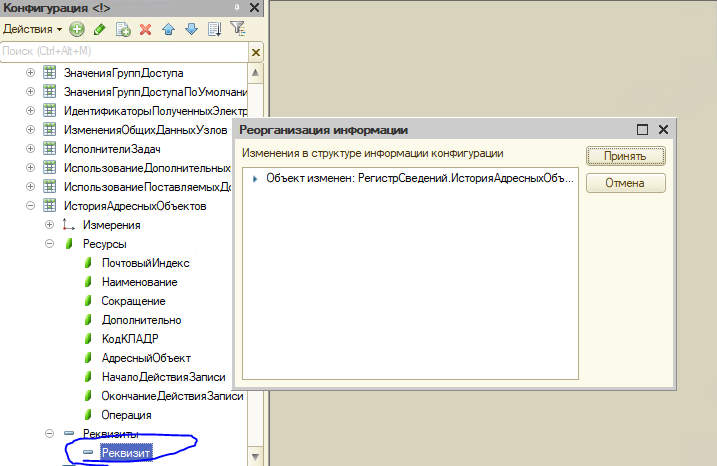 Конфигурация <!>
Действия
Поиск (Ctrl+Alt+M)
ЗначенияГруппДоступа
ЗначенияГруппДоступаПоУмолчани
ИдентификаторыПолученныхЭлектр
ИзмененияОбщихДанныхУзлов
ИсполнителиЗадач
ИспользованиеДополнительных
ИспользованиеПоставляемыхДо
ИсторияАдресныхОбъектов
Измерения
Ресурсы
ПочтовыйИндекс
Наименование
Сокращение
Дополнительно
КодКЛАДР
АдресныйОбъект
НачалоДействияЗаписи
ОкончаниеДействияЗаписи
Операция
Реквизиты
Реквизит
Реорганизация информации
Изменения в структуре информации конфигурации
Объект изменен: РегистрСведений.ИсторияАдресныхОбъ...
Принять
Отмена